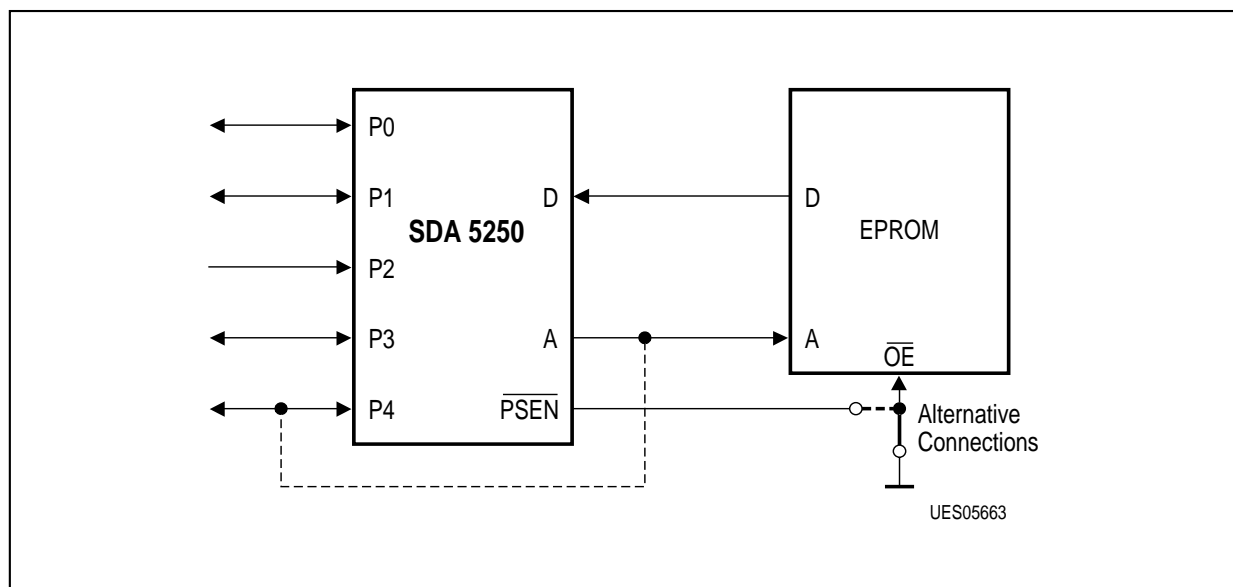 P0
P1
D
D
SDA 5250
EPROM
P2
P3
A
A
OE
P4
PSEN
Alternative
Connections
UES05663